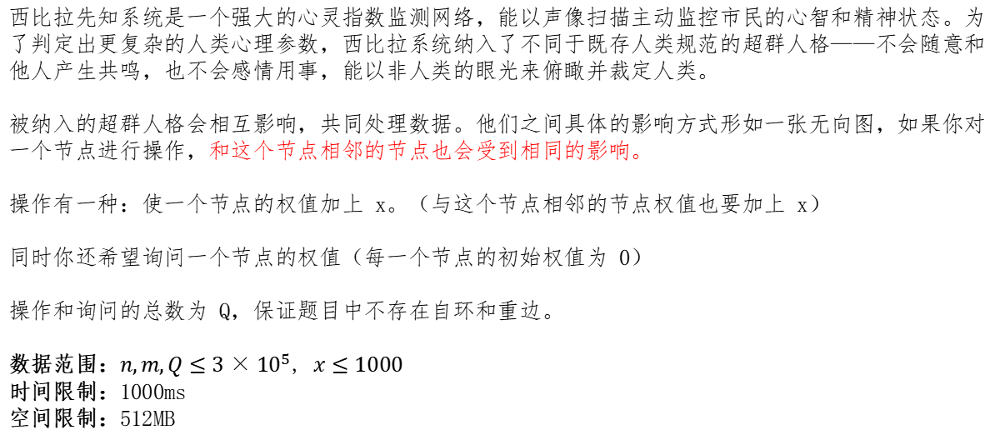 西比拉先知系统是一个强大的心灵指数监测网络，能以声像扫描主动监控市民的心智和精神状态。为
了判定出更复杂的人类心理参数，西比拉系统纳入了不同于既存人类规范的超群人格——不会随意和
他人产生共鸣，也不会感情用事，能以非人类的眼光来俯瞰并裁定人类。
被纳入的超群人格会相互影响，共同处理数据。他们之间具体的影响方式形如一张无向图，如果你对
一个节点进行操作，和这个节点相邻的节点也会受到相同的影响。
操作有一种：使一个节点的权值加上 x。（与这个节点相邻的节点权值也要加上 x）
同时你还希望询问一个节点的权值（每一个节点的初始权值为 0）
操作和询问的总数为 Q，保证题目中不存在自环和重边。
数据范围：n,m,Q ≤ 3 × 10⁵，x ≤ 1000
时间限制：1000ms
空间限制：512MB